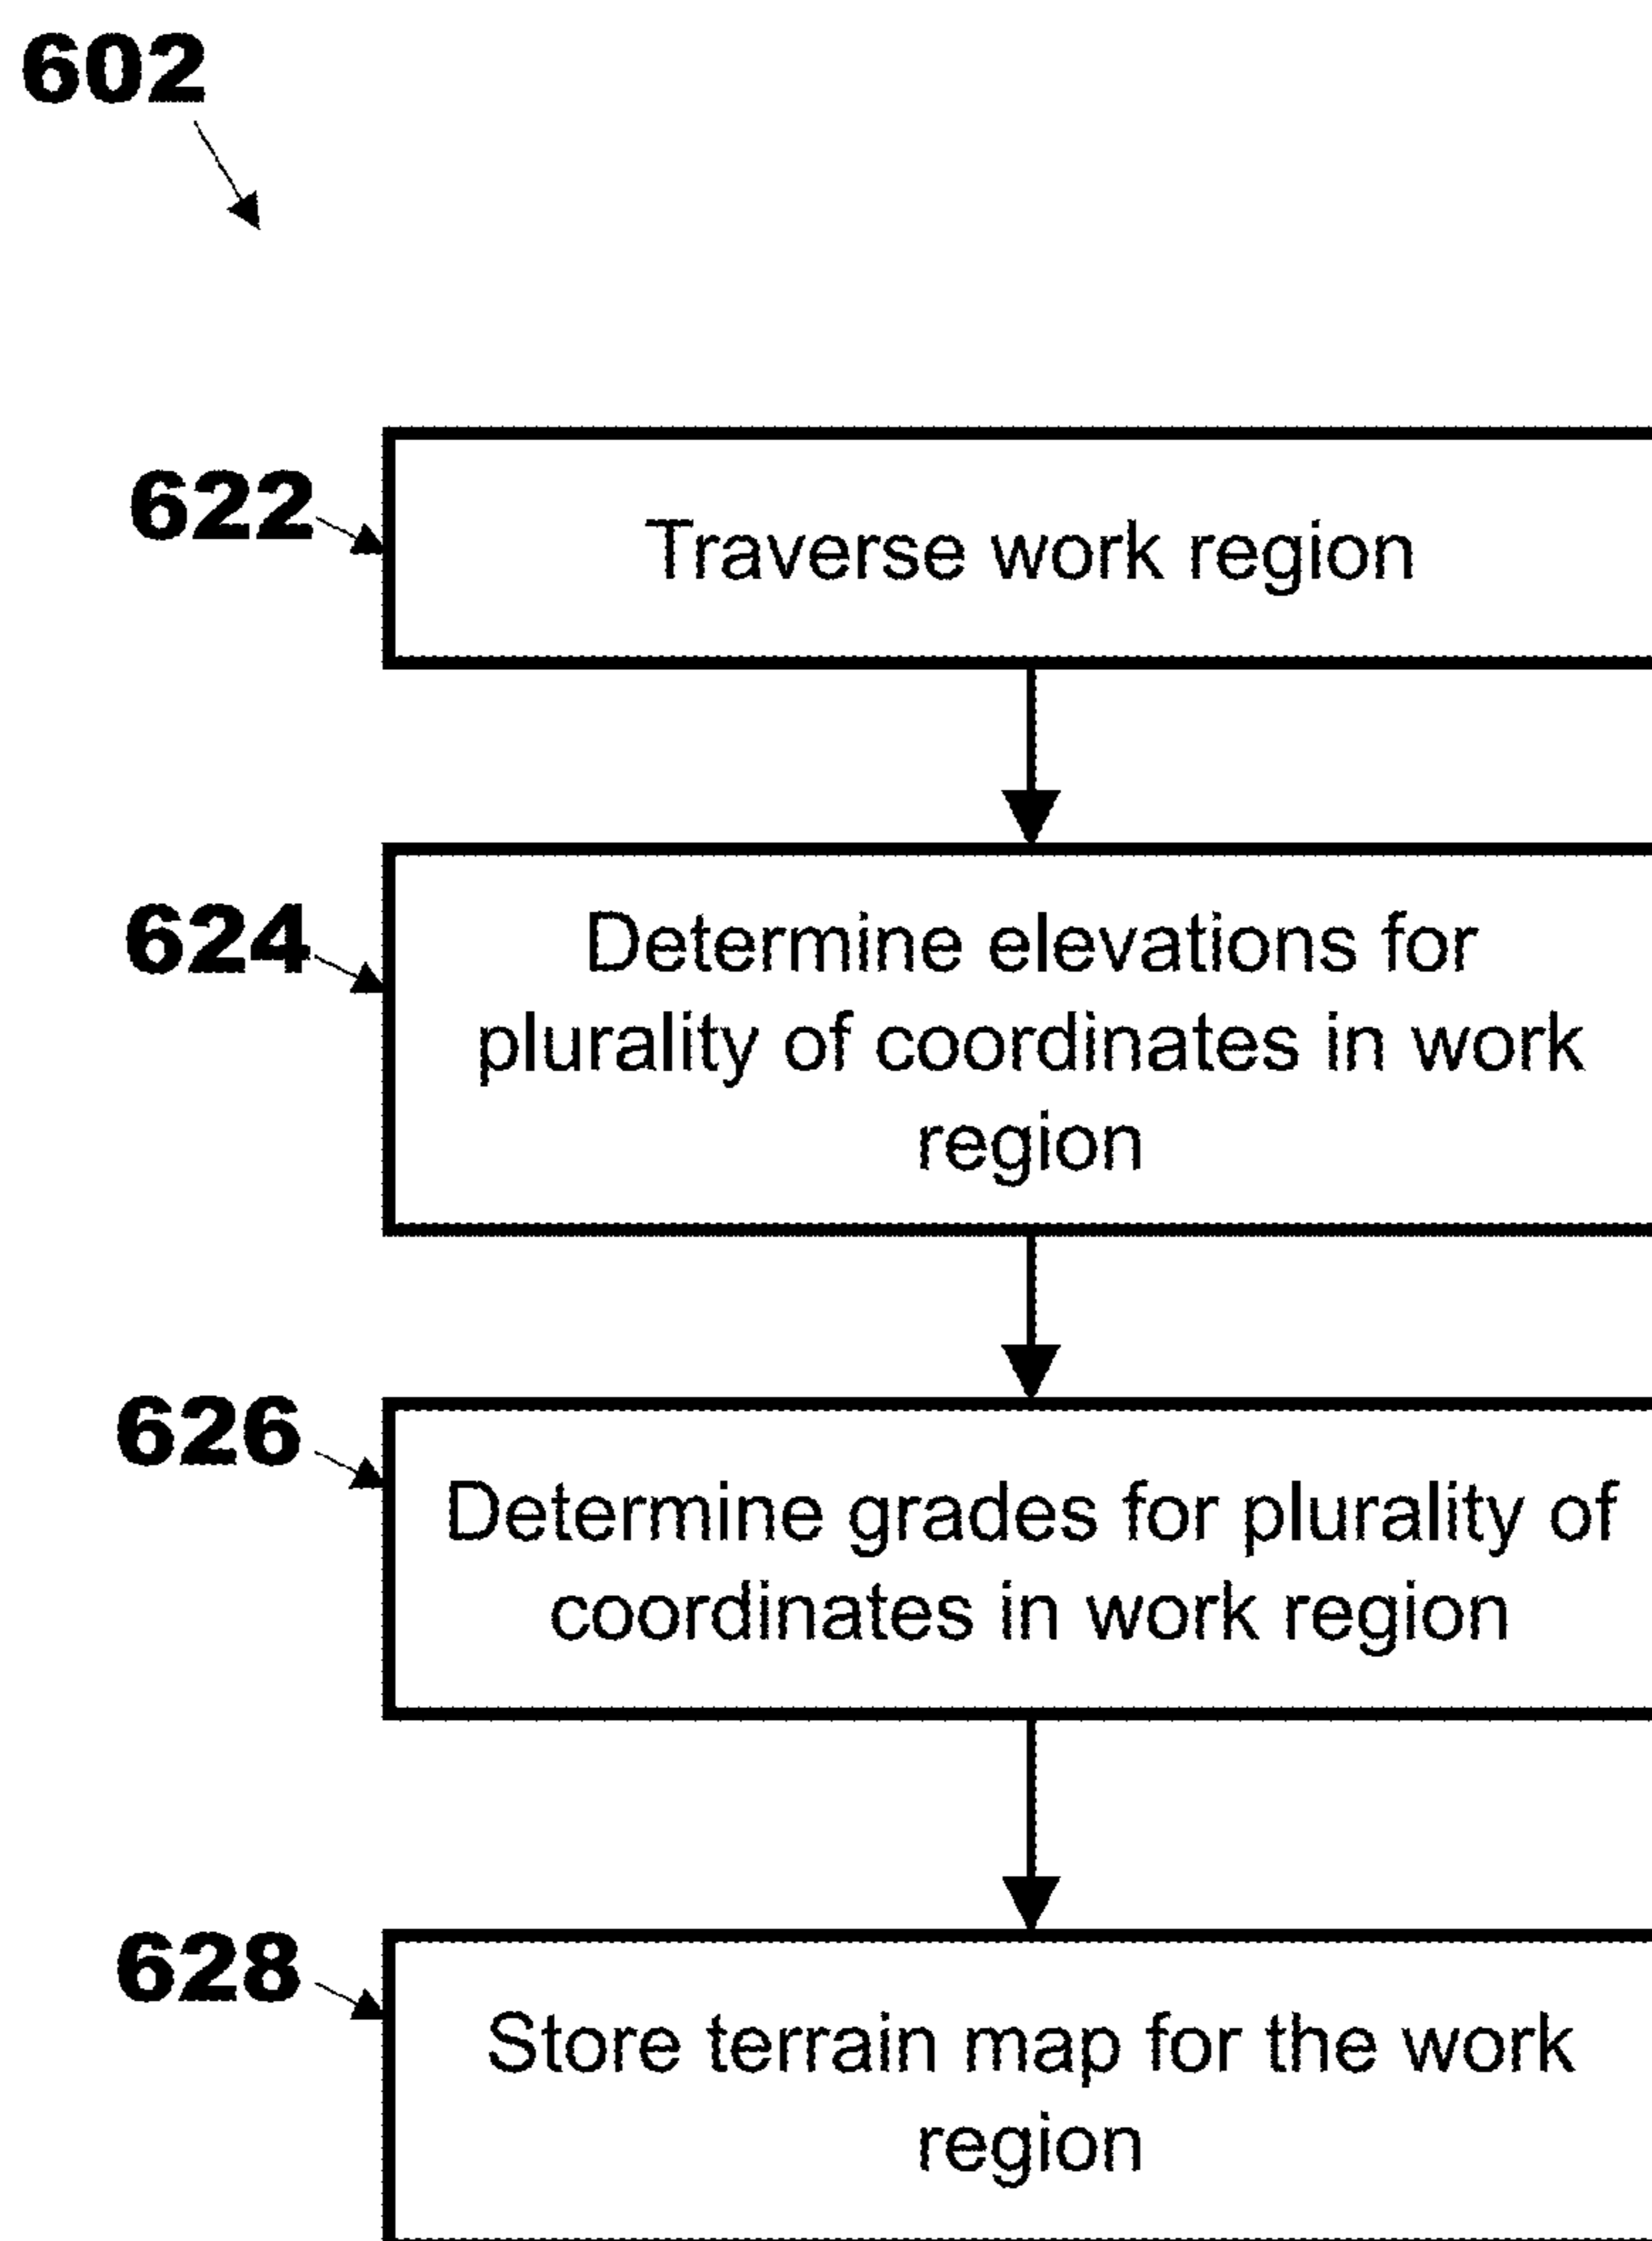 602
622
Traverse work region
624
Determine elevations for
plurality of coordinates in work
region
626
Determine grades for plurality of
coordinates in work region
628
Store terrain map for the work
region